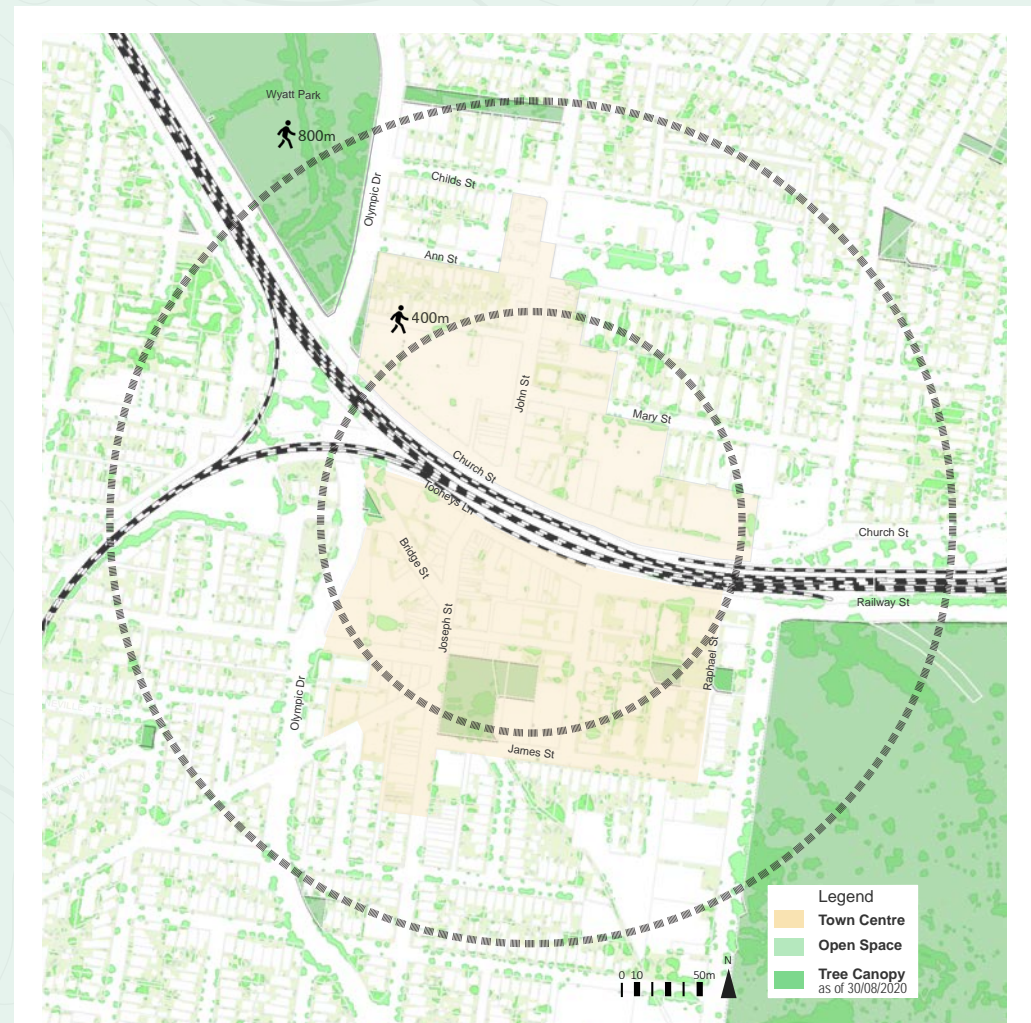 Wyatt Park
800m
Childs St
Olympic Dr
Ann St
400m
John St
Mary St
Church St
Tooneys Ln
Church St
Bridge St
Railway St
Joseph St
Raphael St
Olympic Dr
James St
Legend
Town Centre
Open Space
Tree Canopy
as of 30/08/2020
N
0 10 50m